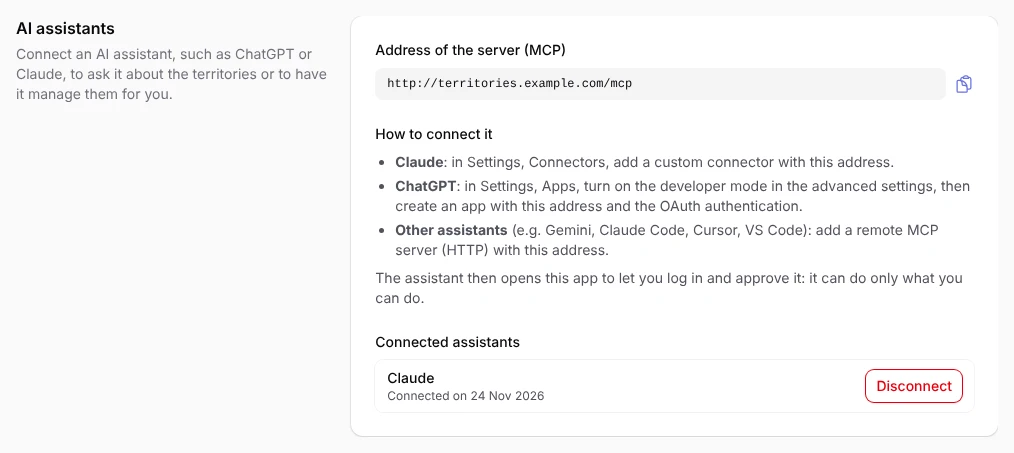 AI assistants
Connect an AI assistant, such as ChatGPT or
Claude, to ask it about the territories or to have
it manage them for you.
Address of the server (MCP)
http://territories.example.com/mcp
How to connect it
• Claude: in Settings, Connectors, add a custom connector with this address.
• ChatGPT: in Settings, Apps, turn on the developer mode in the advanced settings, then
create an app with this address and the OAuth authentication.
• Other assistants (e.g. Gemini, Claude Code, Cursor, VS Code): add a remote MCP
server (HTTP) with this address.
The assistant then opens this app to let you log in and approve it: it can do only what you
can do.
Connected assistants
Claude
Connected on 24 Nov 2026
Disconnect